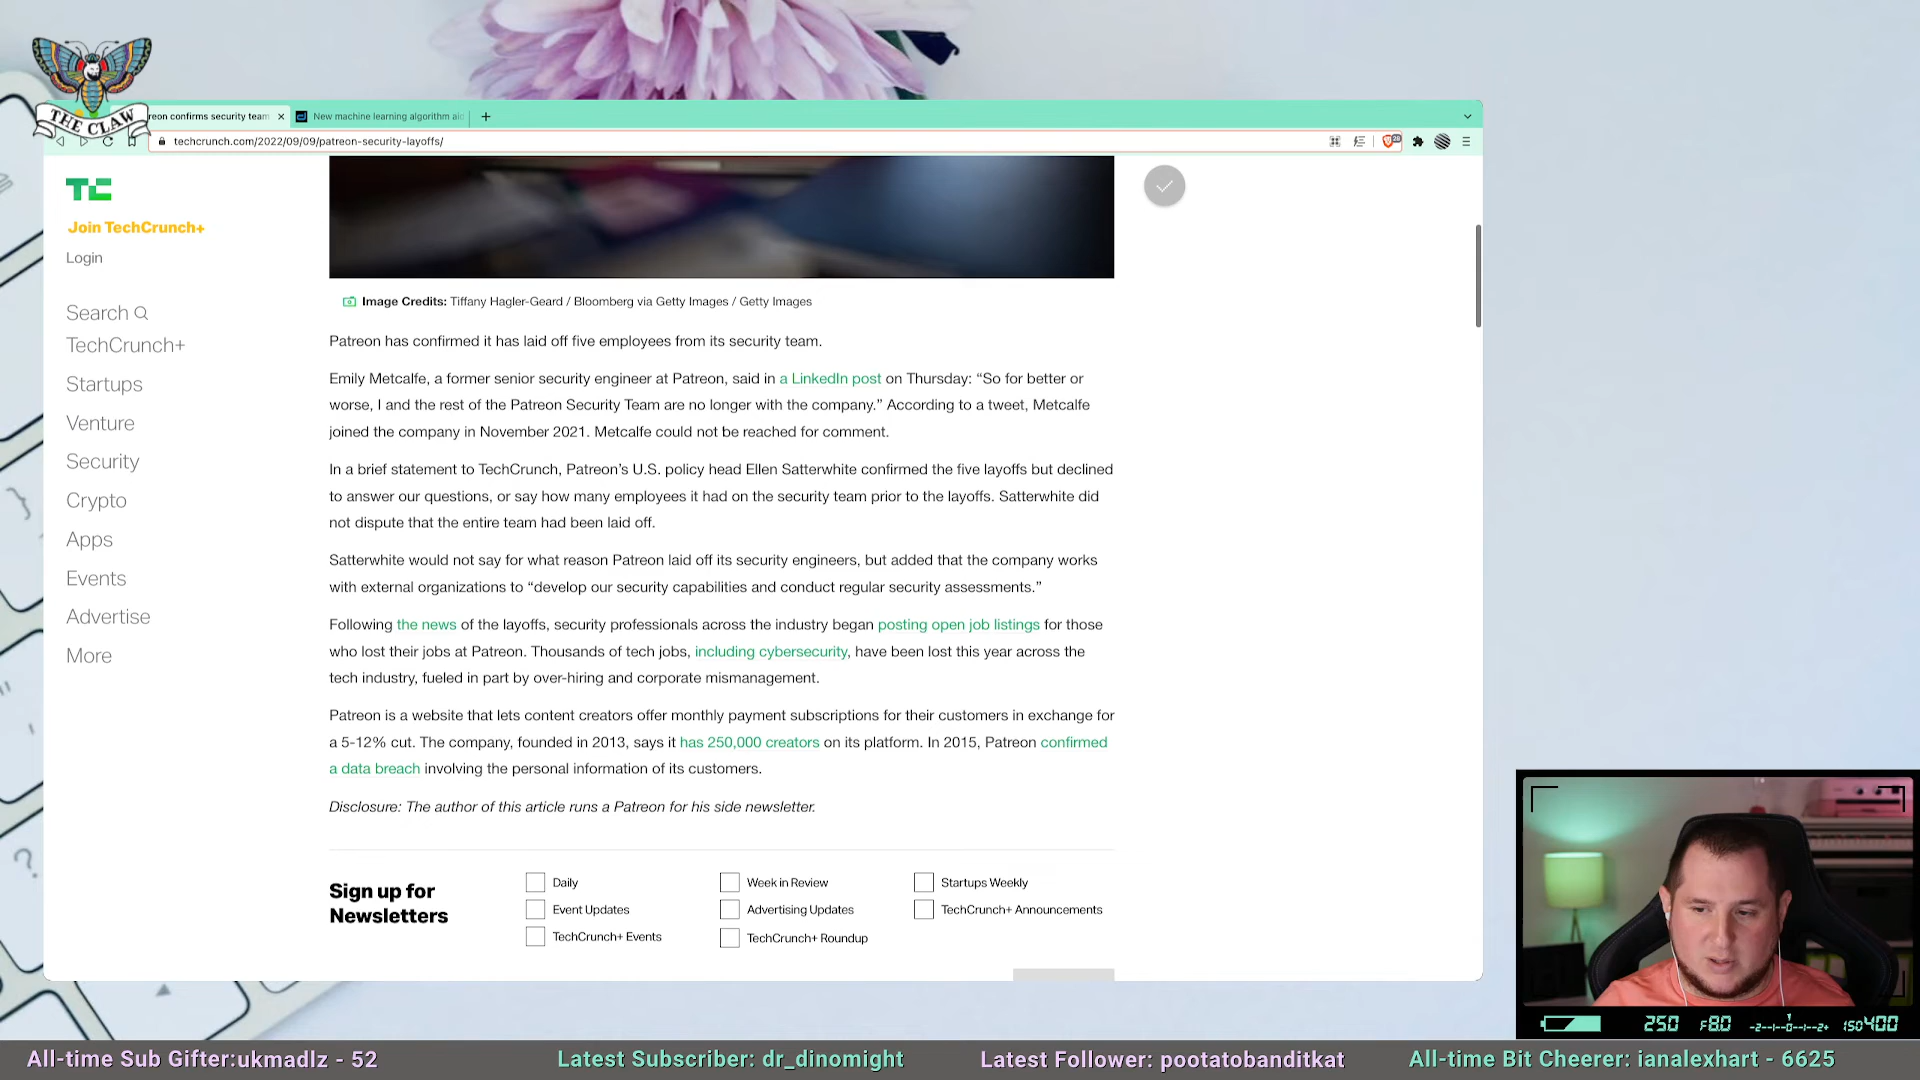 THE CLAW
reon confirms security team
New machine learning algorithm aid
techcrunch.com/2022/09/09/patreon-security-layoffs/
TC
Join TechCrunch+
Login
Search
TechCrunch+
Startups
Venture
Security
Crypto
Apps
Events
Advertise
More
Image Credits: Tiffany Hagler-Geard / Bloomberg via Getty Images / Getty Images
Patreon has confirmed it has laid off five employees from its security team.
Emily Metcalfe, a former senior security engineer at Patreon, said in a LinkedIn post on Thursday: “So for better or
worse, I and the rest of the Patreon Security Team are no longer with the company.” According to a tweet, Metcalfe
joined the company in November 2021. Metcalfe could not be reached for comment.
In a brief statement to TechCrunch, Patreon’s U.S. policy head Ellen Satterwhite confirmed the five layoffs but declined
to answer our questions, or say how many employees it had on the security team prior to the layoffs. Satterwhite did
not dispute that the entire team had been laid off.
Satterwhite would not say for what reason Patreon laid off its security engineers, but added that the company works
with external organizations to “develop our security capabilities and conduct regular security assessments.”
Following the news of the layoffs, security professionals across the industry began posting open job listings for those
who lost their jobs at Patreon. Thousands of tech jobs, including cybersecurity, have been lost this year across the
tech industry, fueled in part by over-hiring and corporate mismanagement.
Patreon is a website that lets content creators offer monthly payment subscriptions for their customers in exchange for
a 5-12% cut. The company, founded in 2013, says it has 250,000 creators on its platform. In 2015, Patreon confirmed
a data breach involving the personal information of its customers.
Disclosure: The author of this article runs a Patreon for his side newsletter.
Sign up for
Newsletters
Daily
Week in Review
Startups Weekly
Event Updates
Advertising Updates
TechCrunch+ Announcements
TechCrunch+ Events
TechCrunch+ Roundup
250 F8.0 -2--1--0--1--2+ ISO400
All-time Sub Gifter:ukmadlz - 52
Latest Subscriber: dr_dinomight
Latest Follower: pootatobanditkat
All-time Bit Cheerer: ianalexhart - 6625